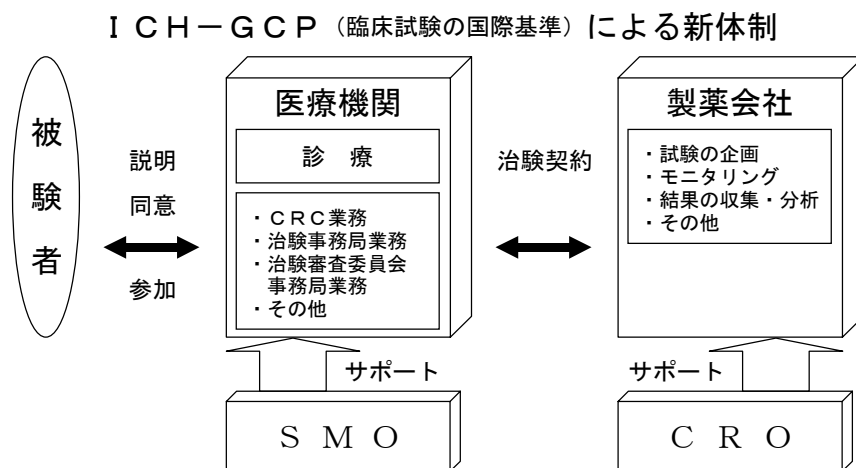 ＩＣＨ－ＧＣＰ（臨床試験の国際基準）による新体制
被験者
説明
同意
参加
医療機関
診　療
・ＣＲＣ業務
・治験事務局業務
・治験審査委員会
事務局業務
・その他
治験契約
製薬会社
・試験の企画
・モニタリング
・結果の収集・分析
・その他
サポート
サポート
ＳＭＯ
ＣＲＯ